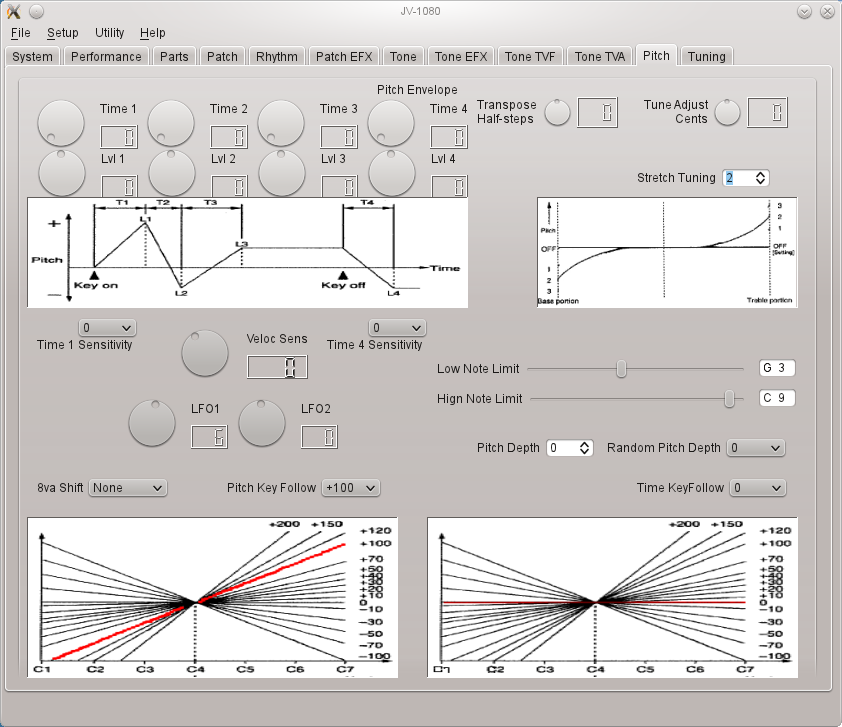 JV-1080
File Setup Utility Help
System Performance Parts Patch Rhythm Patch EFX Tone Tone EFX Tone TVF Tone TVA Pitch Tuning
Pitch Envelope
Time 1 Time 2 Time 3 Time 4
0 0 0 0
Transpose
Half-steps
0
Tune Adjust
Cents
0
Lvl 1 Lvl 2 Lvl 3 Lvl 4
0 0 0 0
Stretch Tuning 2
T1 T2 T3 T4
+
L1
L3
Pitch
Time
Key on
Key off
—
L2
L4
3
2
Pitch
1
OFF
OFF
(Setting)
1
2
3
Base portion
Treble portion
0
Time 1 Sensitivity
Veloc Sens
0
0
Time 4 Sensitivity
Low Note Limit G 3
Hign Note Limit C 9
LFO1
6
LFO2
0
Pitch Depth 0
Random Pitch Depth 0
8va Shift None
Pitch Key Follow +100
Time KeyFollow 0
+200 +150
+120
+100
+70
+50
+40
+30
+20
+10
0
-10
-30
-50
-70
-100
C1 C2 C3 C4 C5 C6 C7
+200 +150
+120
+100
+70
+50
+40
+30
+20
+10
0
-10
-30
-50
-70
-100
C2 C3 C4 C5 C6 C7